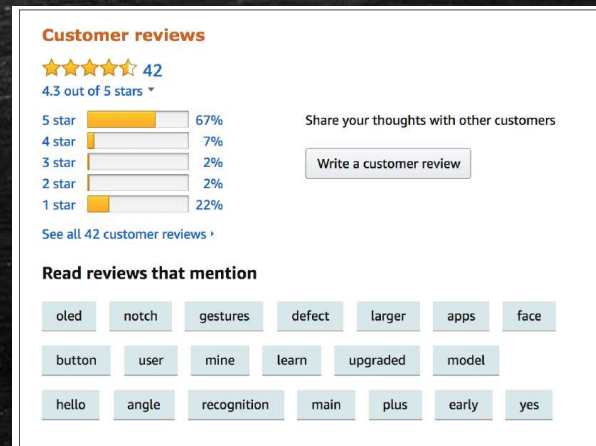 Customer reviews
42
4.3 out of 5 stars
5 star 67%
4 star 7%
3 star 2%
2 star 2%
1 star 22%
See all 42 customer reviews
Share your thoughts with other customers
Write a customer review
Read reviews that mention
oled notch gestures defect larger apps face
button user mine learn upgraded model
hello angle recognition main plus early yes